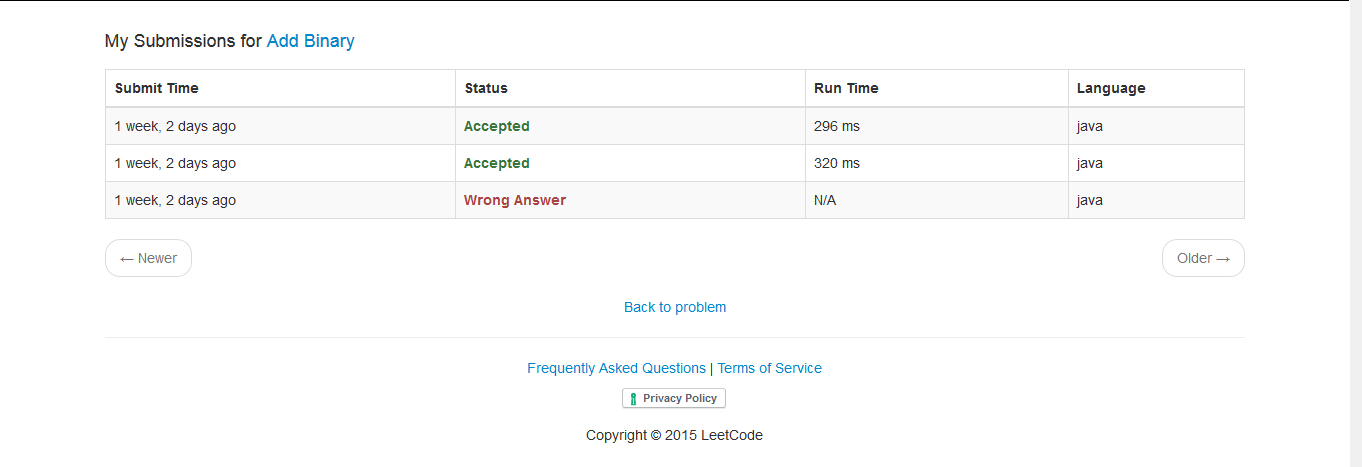 My Submissions for Add Binary
Submit Time Status Run Time Language
1 week, 2 days ago Accepted 296 ms java
1 week, 2 days ago Accepted 320 ms java
1 week, 2 days ago Wrong Answer N/A java
← Newer Older →
Back to problem
Frequently Asked Questions | Terms of Service
Privacy Policy
Copyright © 2015 LeetCode